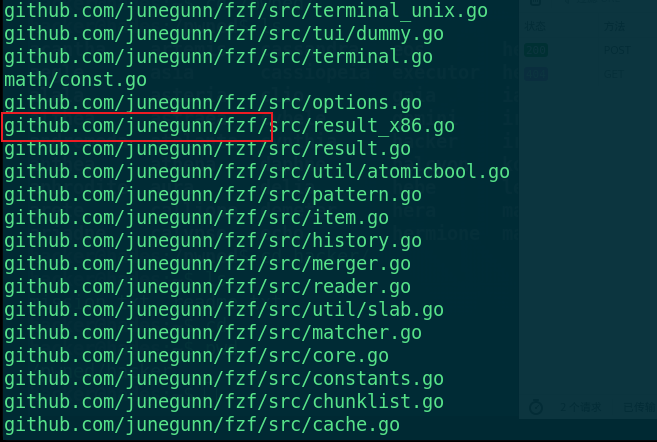 github.com/junegunn/fzf/src/terminal_unix.go
github.com/junegunn/fzf/src/tui/dummy.go
github.com/junegunn/fzf/src/terminal.go
math/const.go
github.com/junegunn/fzf/src/options.go
github.com/junegunn/fzf/src/result_x86.go
github.com/junegunn/fzf/src/result.go
github.com/junegunn/fzf/src/util/atomicbool.go
github.com/junegunn/fzf/src/pattern.go
github.com/junegunn/fzf/src/item.go
github.com/junegunn/fzf/src/history.go
github.com/junegunn/fzf/src/merger.go
github.com/junegunn/fzf/src/reader.go
github.com/junegunn/fzf/src/util/slab.go
github.com/junegunn/fzf/src/matcher.go
github.com/junegunn/fzf/src/core.go
github.com/junegunn/fzf/src/constants.go
github.com/junegunn/fzf/src/chunklist.go
github.com/junegunn/fzf/src/cache.go
状态 方法
POST
GET